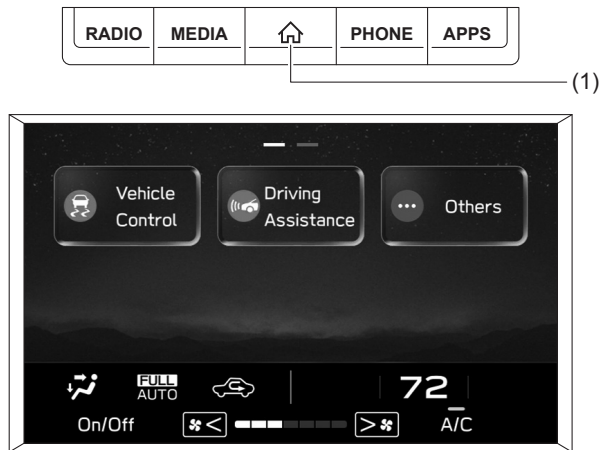 RADIO MEDIA PHONE APPS
(1)
Vehicle
Control
Driving
Assistance
Others
FULL
AUTO
72
On/Off
<
>
A/C